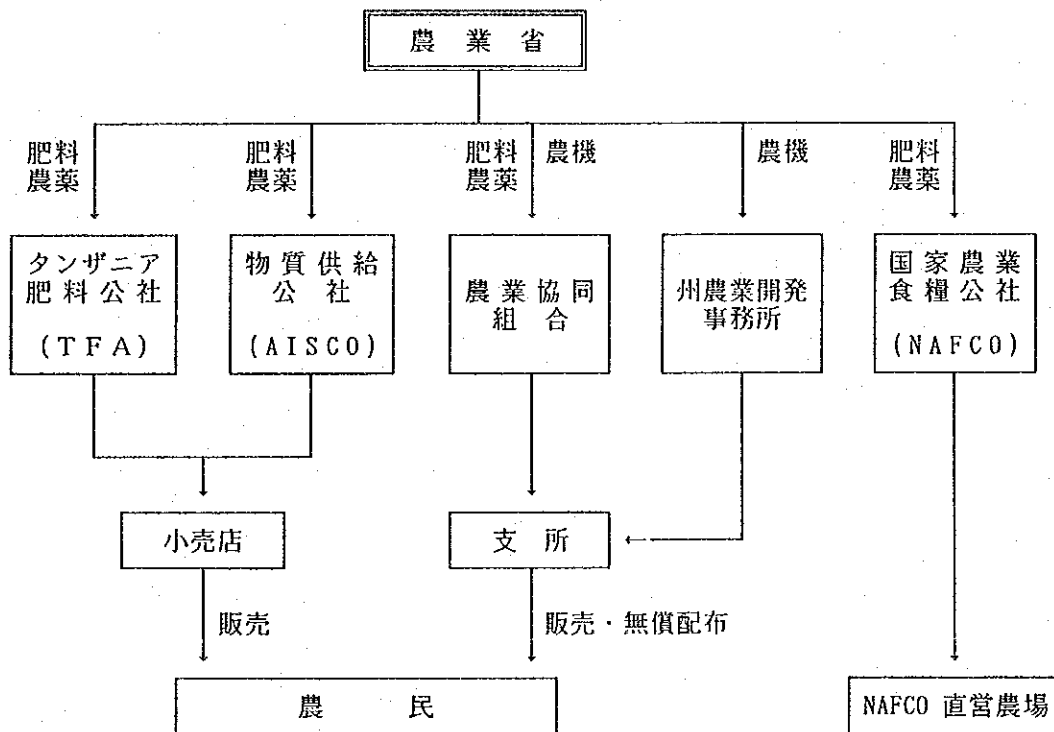 農業省
肥料
農薬
肥料
農薬
肥料
農薬
農機
農機
肥料
農薬
タンザニア
肥料公社
(TFA)
物質供給
公社
(AISCO)
農業協同
組合
州農業開発
事務所
国家農業
食糧公社
(NAFCO)
小売店
支所
販売
販売・無償配布
農民
NAFCO 直営農場